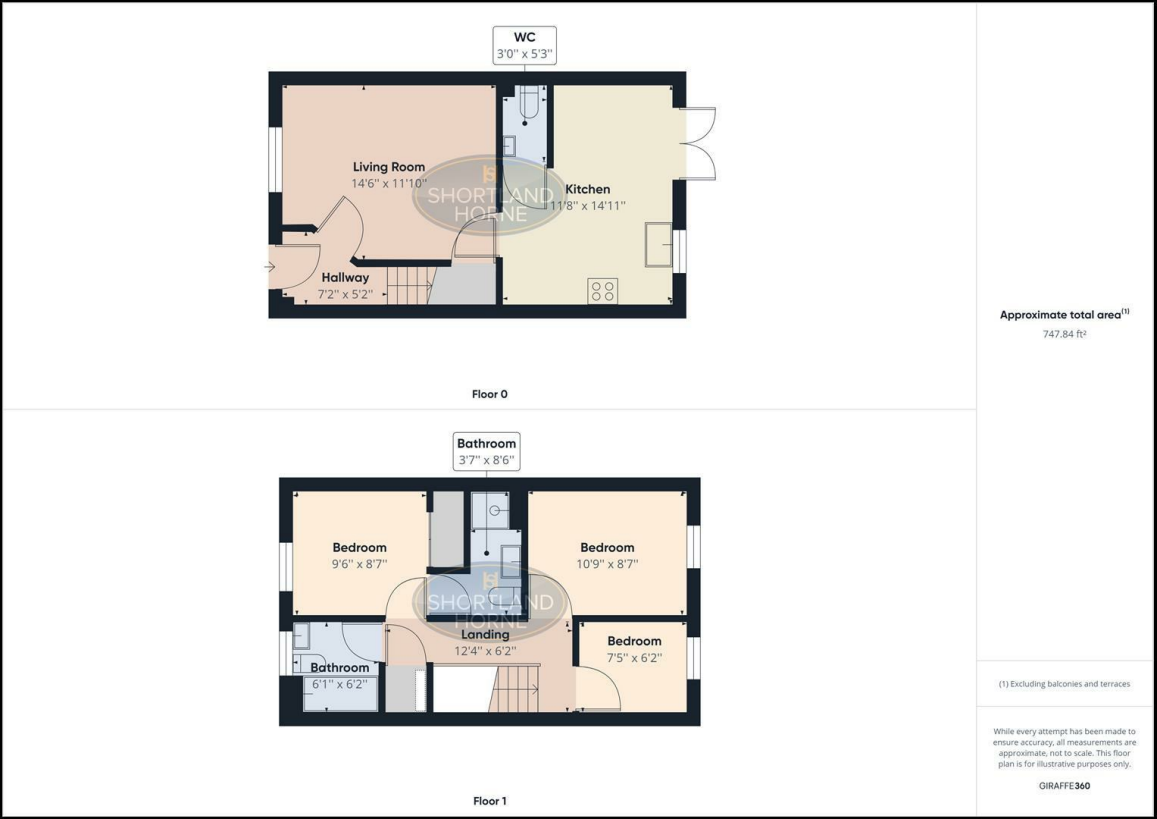 WC
3'0'' x 5'3''
Living Room
14'6'' x 11'10''
SHORTLAND
HORNE
Kitchen
11'8'' x 14'11''
Hallway
7'2'' x 5'2''
Floor 0
Approximate total area(1)
747.84 ft²
Bathroom
3'7'' x 8'6''
Bedroom
9'6'' x 8'7''
Bedroom
10'9'' x 8'7''
SHORTLAND
HORNE
Landing
12'4'' x 6'2''
Bedroom
7'5'' x 6'2''
Bathroom
6'1'' x 6'2''
Floor 1
(1) Excluding balconies and terraces
While every attempt has been made to
ensure accuracy, all measurements are
approximate, not to scale. This floor
plan is for illustrative purposes only.
GIRAFFE360